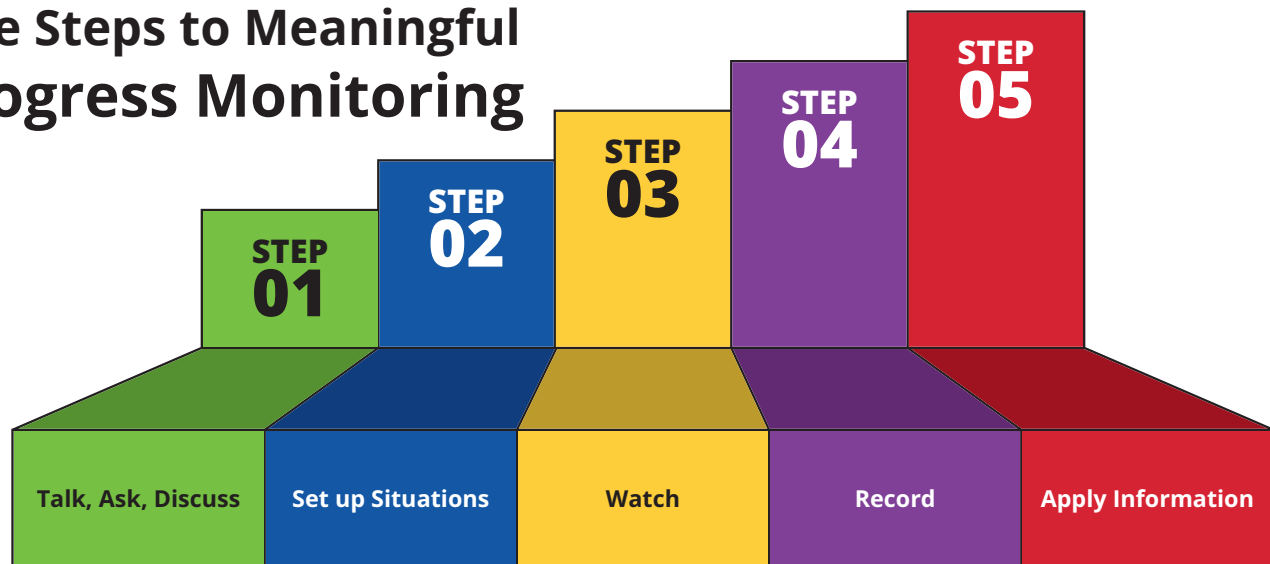 e Steps to Meaningful
ogress Monitoring
STEP
01
STEP
02
STEP
03
STEP
04
STEP
05
Talk, Ask, Discuss
Set up Situations
Watch
Record
Apply Information